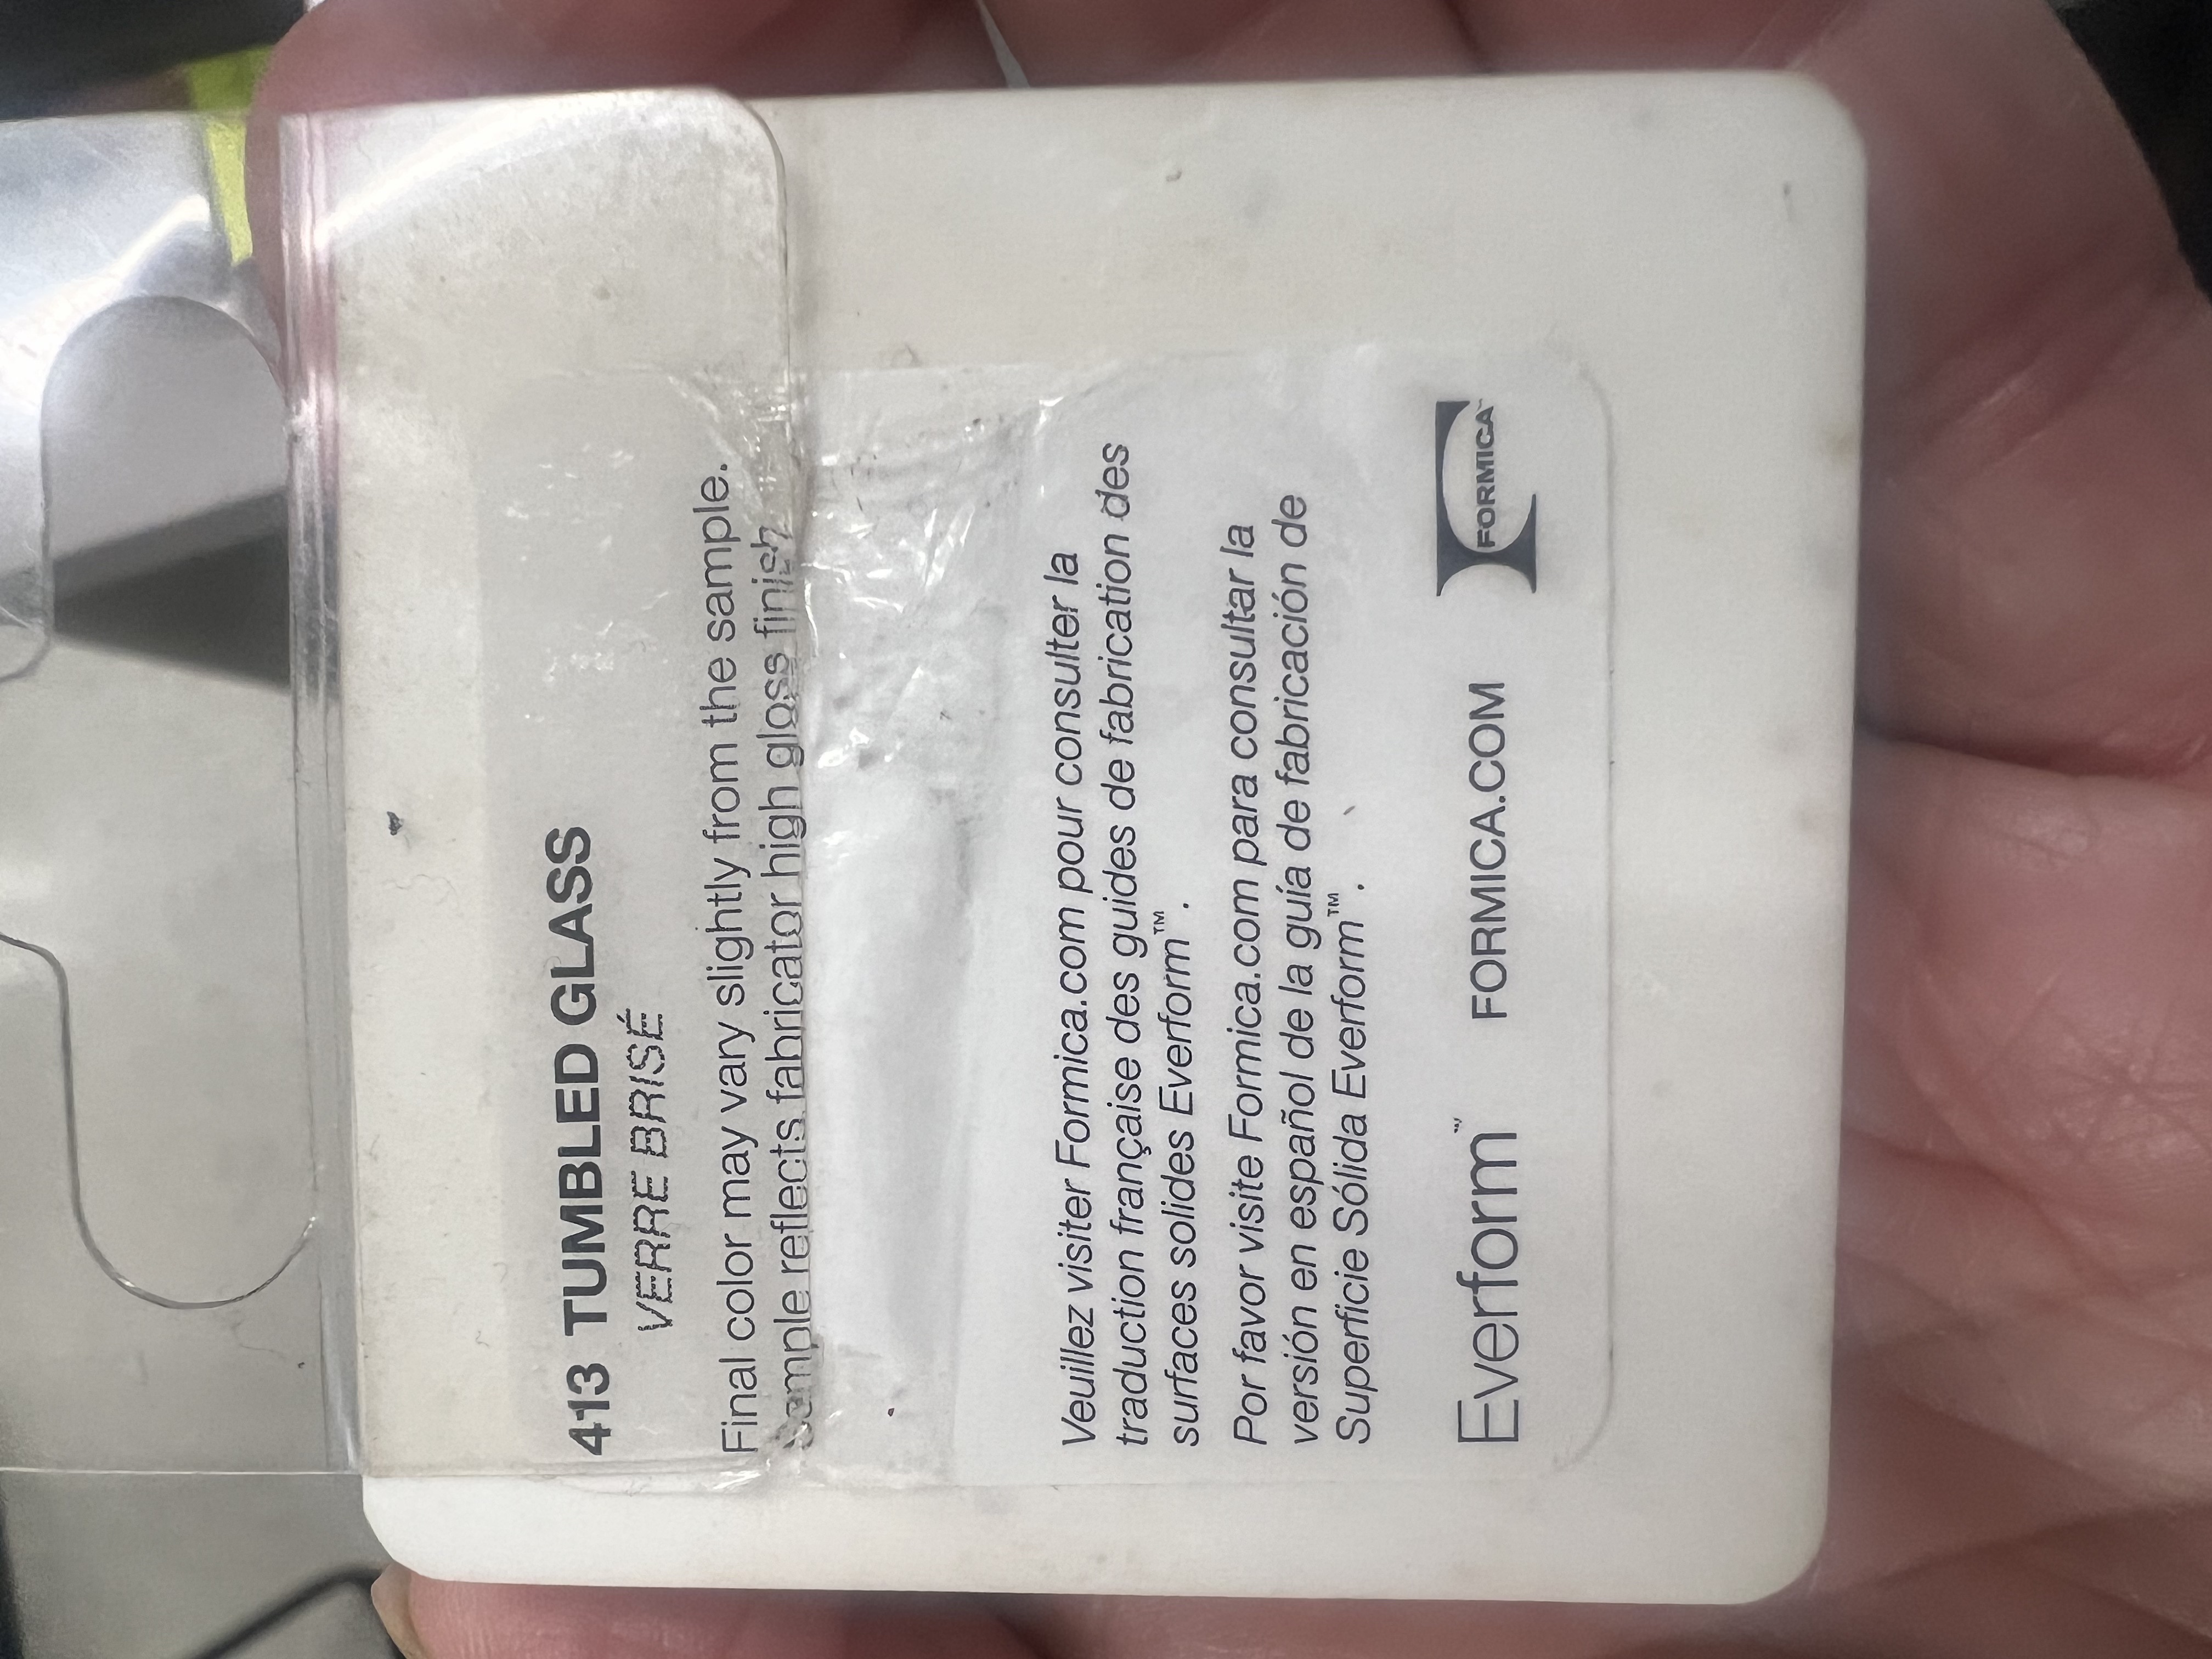 413 TUMBLED GLASS
VERRE BRISÉ
Final color may vary slightly from the sample.
Sample reflects fabricator high gloss finish
Veuillez visiter Formica.com pour consulter la
traduction française des guides de fabrication des
surfaces solides Everform™.
Por favor visite Formica.com para consultar la
versión en español de la guía de fabricación de
Superficie Sólida Everform™.
Everform™ FORMICA.COM FORMICA™